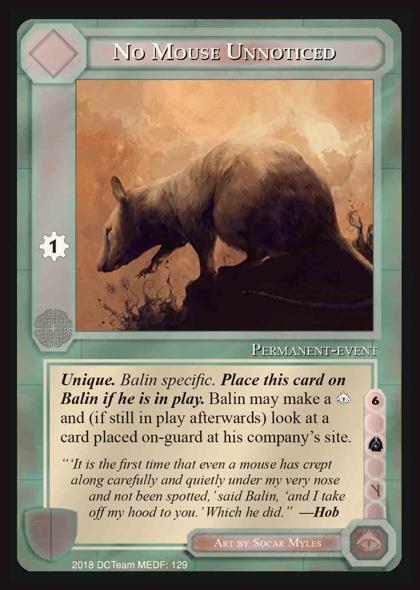 No Mouse Unnoticed
1
Permanent-event
Unique. Balin specific. Place this card on
Balin if he is in play. Balin may make a
and (if still in play afterwards) look at a
card placed on-guard at his company's site.
6
“‘It is the first time that even a mouse has crept
along carefully and quietly under my very nose
and not been spotted,’ said Balin, ‘and I take
off my hood to you.’ Which he did.” —Hob
Art by Socar Myles
2018 DCTeam MEDF: 129